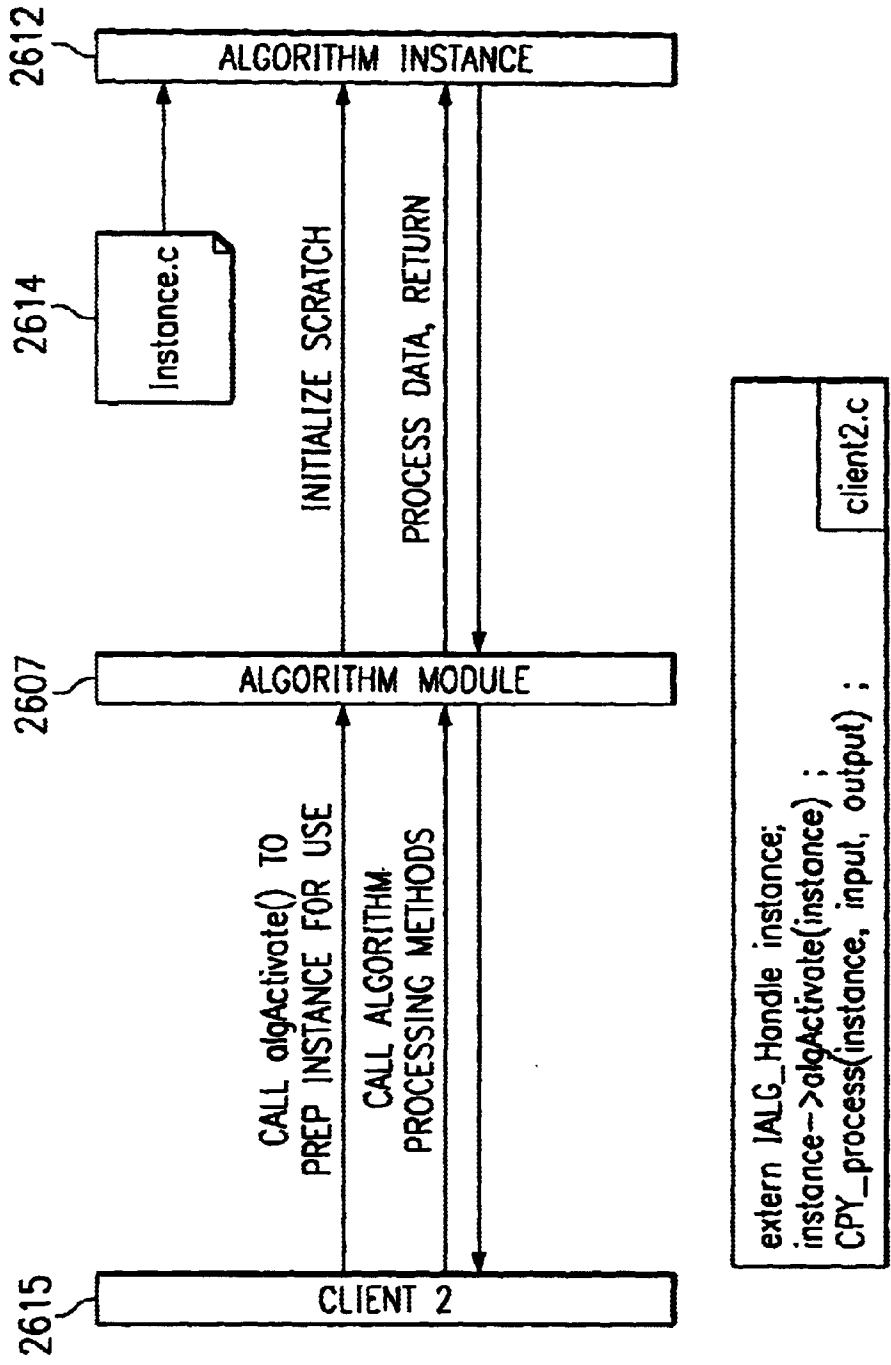 2615
CLIENT 2
CALL algActivate() TO
PREP INSTANCE FOR USE
CALL ALGORITHM
PROCESSING METHODS
2607
ALGORITHM MODULE
INITIALIZE SCRATCH
PROCESS DATA, RETURN
2614
Instance.c
2612
ALGORITHM INSTANCE
extern IALG_Handle instance;
instance->algActivate(instance) ;
CPY_process(instance, input, output) ;
client2.c